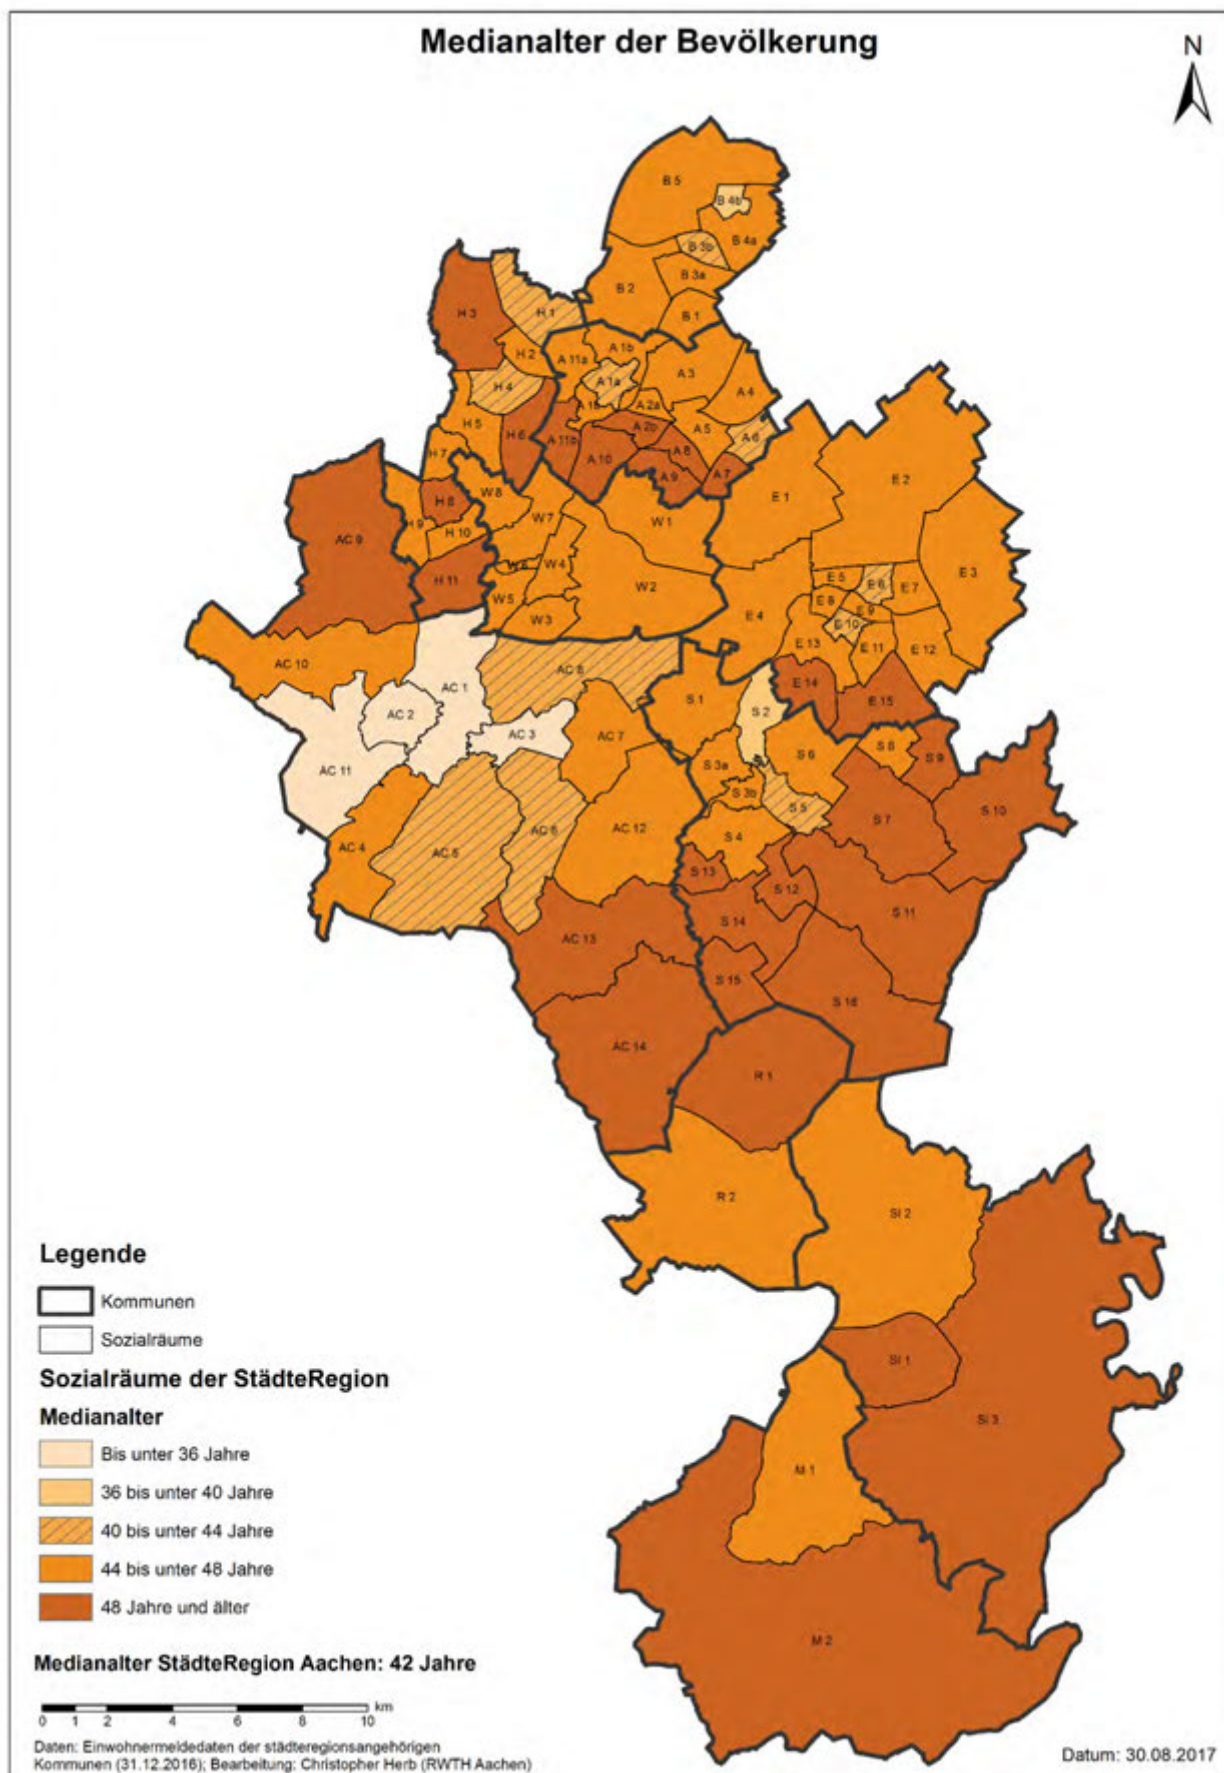 Medianalter der Bevölkerung
N
B 5
B 4b
B 4a
B 3b
B 3a
B 2
B 1
H 3
H 1
H 2
H 4
H 5
H 6
H 7
H 8
H 9
H 10
H 11
A 11a
A 1b
A 1a
A 3
A 4
A 2a
A 5
A 6
A 2b
A 11b
A 10
A 8
A 9
A 7
W 8
W 7
W 1
W 6
W 4
W 2
W 5
W 3
E 1
E 2
E 3
E 5
E 6
E 7
E 8
E 9
E 10
E 4
E 13
E 11
E 12
E 14
E 15
AC 9
AC 10
AC 1
AC 8
AC 2
AC 3
AC 7
AC 11
AC 4
AC 5
AC 6
AC 12
AC 13
AC 14
S 1
S 2
S 3a
S 3b
S 6
S 8
S 9
S 5
S 7
S 10
S 4
S 13
S 12
S 11
S 14
S 15
S 16
R 1
R 2
SI 2
SI 1
SI 3
M 1
M 2
Legende
Kommunen
Sozialräume
Sozialräume der StädteRegion
Medianalter
Bis unter 36 Jahre
36 bis unter 40 Jahre
40 bis unter 44 Jahre
44 bis unter 48 Jahre
48 Jahre und älter
Medianalter StädteRegion Aachen: 42 Jahre
km
0 1 2 4 6 8 10
Daten: Einwohnermeldedaten der städteregionsangehörigen
Kommunen (31.12.2016); Bearbeitung: Christopher Herb (RWTH Aachen)
Datum: 30.08.2017